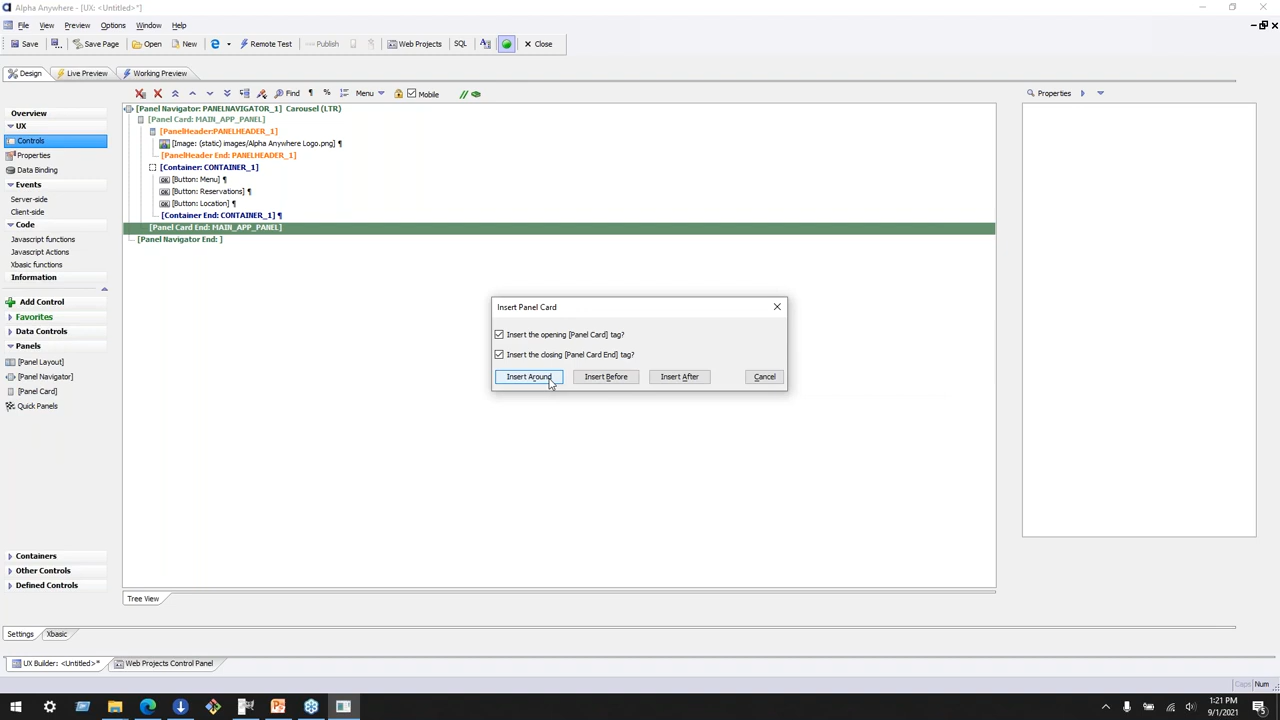 Alpha Anywhere - [UX: <Untitled>*]
File View Preview Options Window Help
Save Save Page Open New Remote Test Publish Web Projects SQL Close
Design Live Preview Working Preview
Find ¶ % Menu Mobile // Properties
Overview
UX
Controls
Properties
Data Binding
Events
Server-side
Client-side
Code
Javascript functions
Javascript Actions
Xbasic functions
Information
Add Control
Favorites
Data Controls
Panels
[Panel Layout]
[Panel Navigator]
[Panel Card]
Quick Panels
Containers
Other Controls
Defined Controls
[Panel Navigator: PANELNAVIGATOR_1] Carousel (LTR)
[Panel Card: MAIN_APP_PANEL]
[PanelHeader:PANELHEADER_1]
[Image: (static) images/Alpha Anywhere Logo.png] ¶
[PanelHeader End: PANELHEADER_1]
[Container: CONTAINER_1]
OK [Button: Menu] ¶
OK [Button: Reservations] ¶
OK [Button: Location] ¶
[Container End: CONTAINER_1] ¶
[Panel Card End: MAIN_APP_PANEL]
[Panel Navigator End: ]
Insert Panel Card
Insert the opening [Panel Card] tag?
Insert the closing [Panel Card End] tag?
Insert Around Insert Before Insert After Cancel
Tree View
Settings Xbasic
UX Builder: <Untitled>* Web Projects Control Panel
Caps Num
1:21 PM
9/1/2021